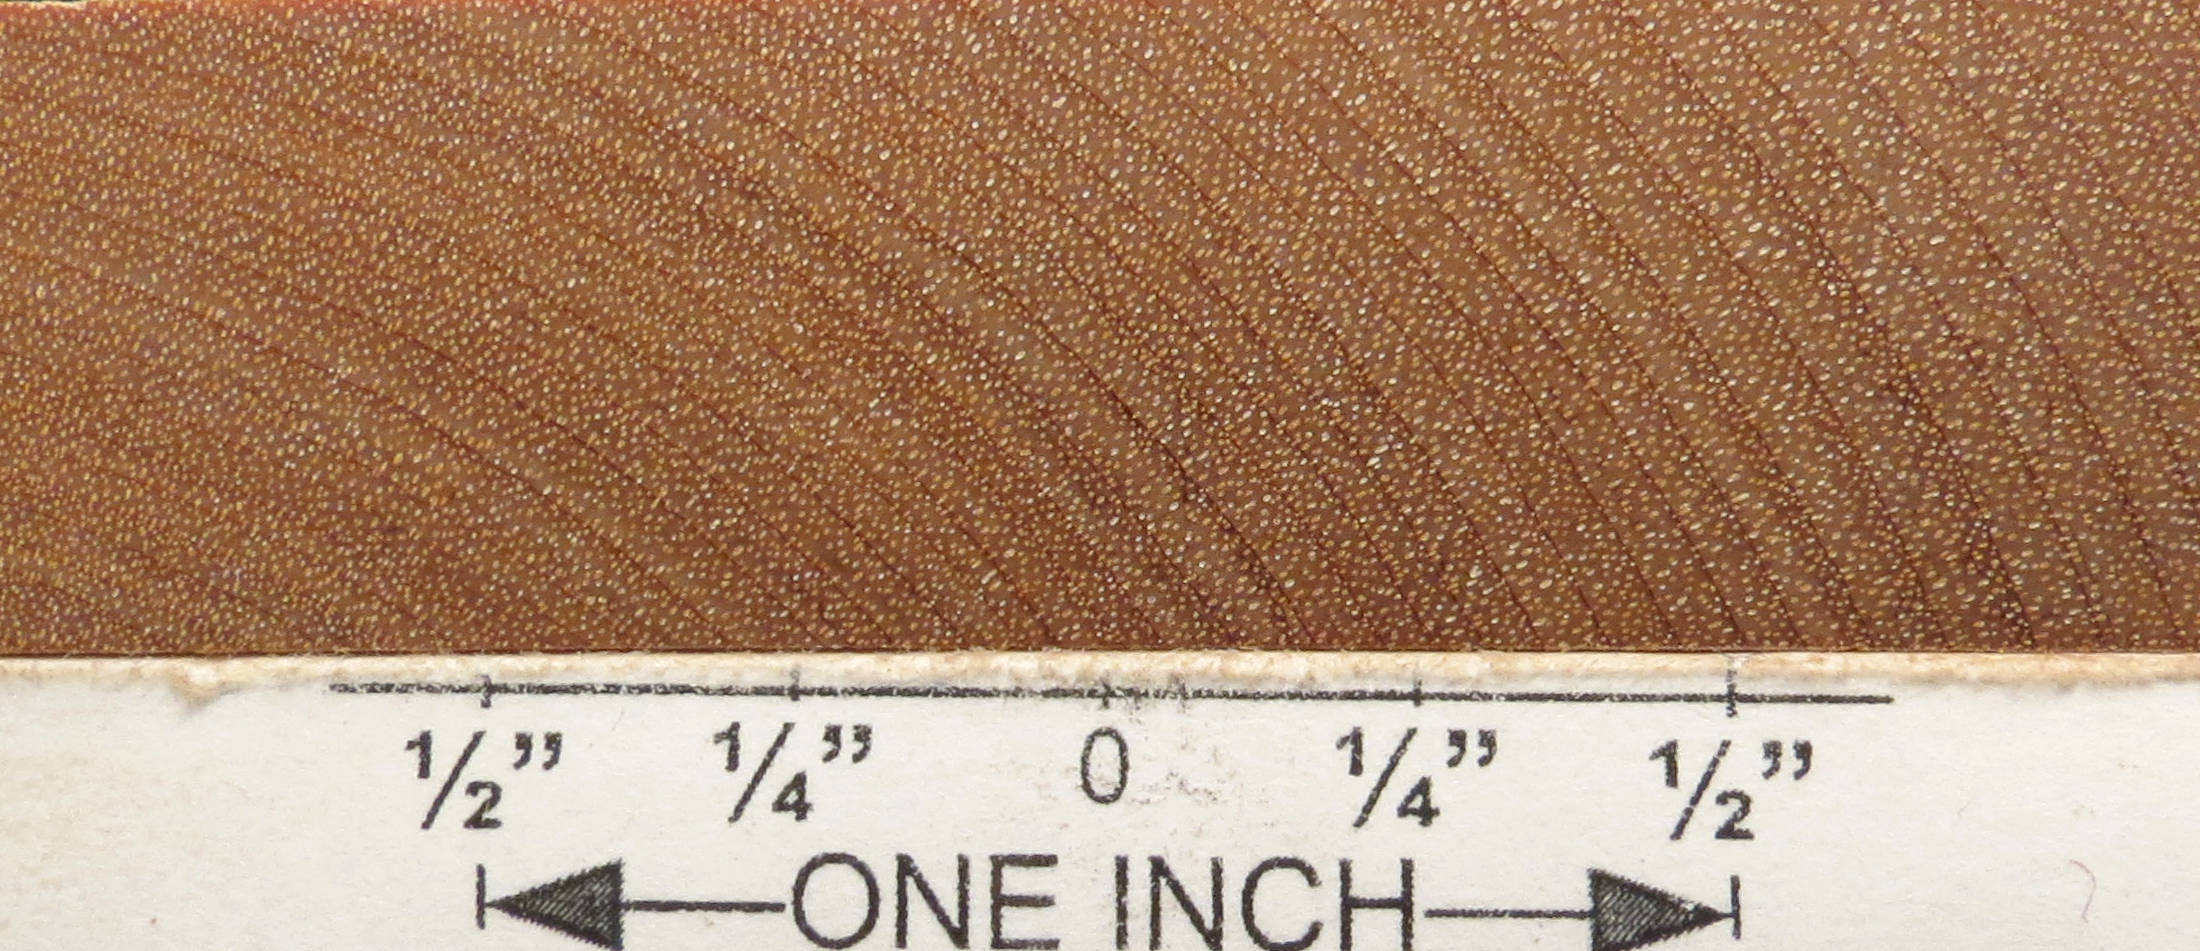 1/2” 1/4” 0 1/4” 1/2”
ONE INCH